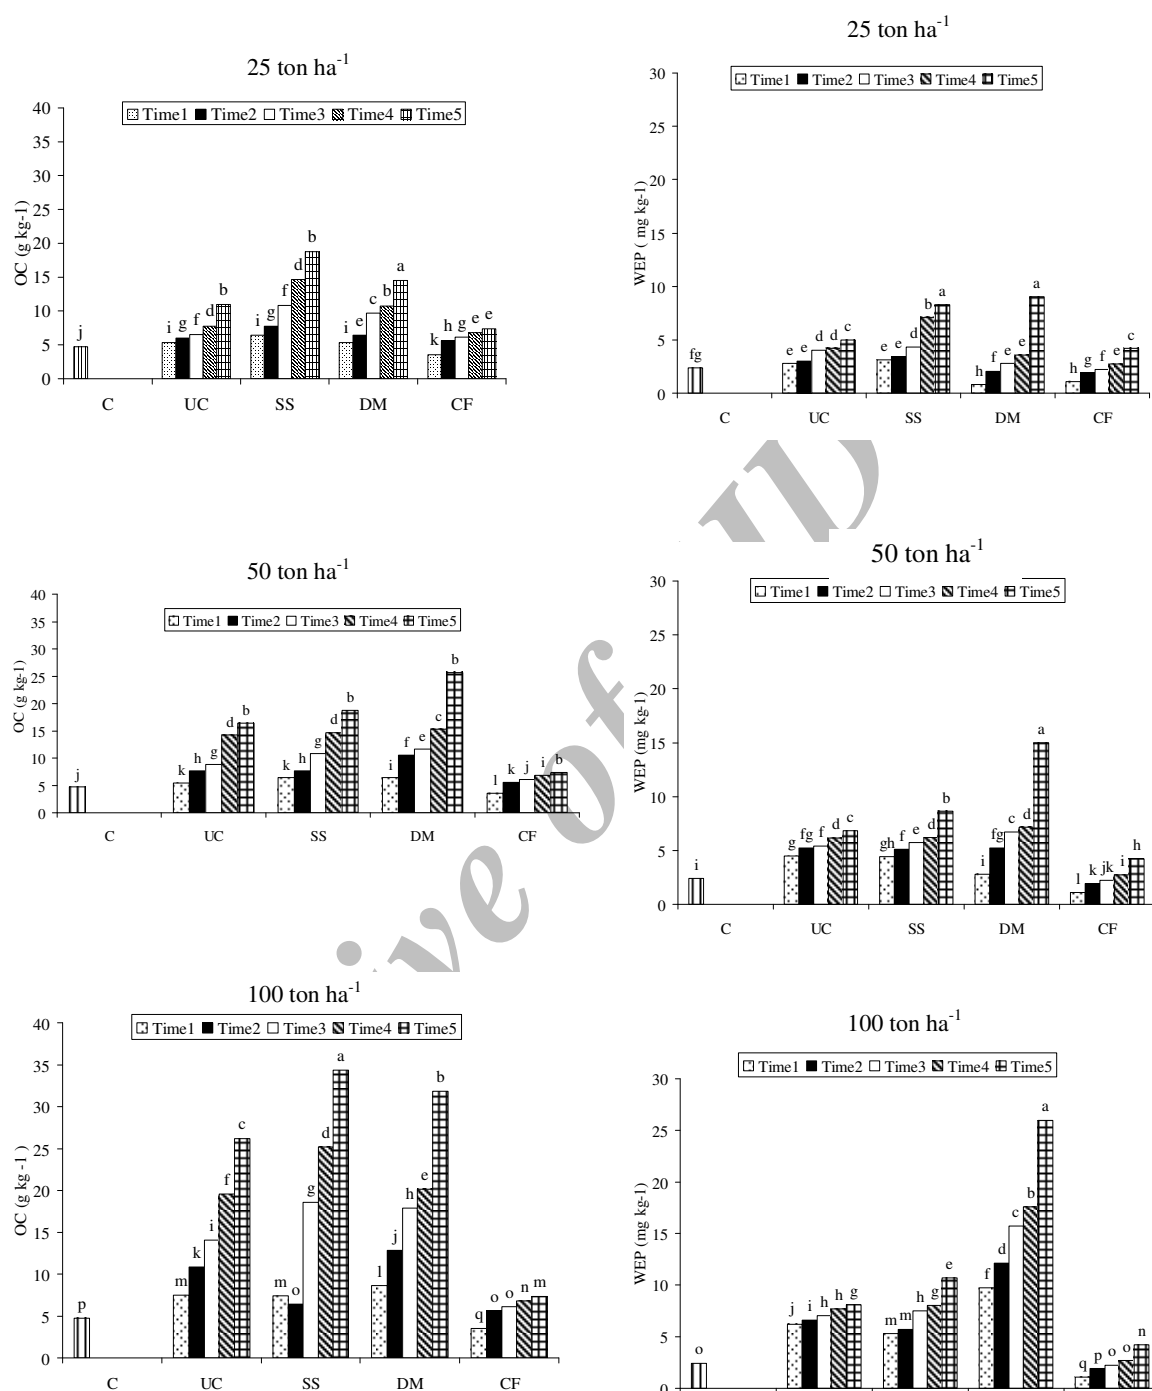 25 ton ha-1
Time1 Time2 Time3 Time4 Time5
OC (g kg-1)
40
35
30
25
20
15
10
5
0
j
i g f d b
i g f d b
i e c b a
k h g e e
C UC SS DM CF
25 ton ha-1
Time1 Time2 Time3 Time4 Time5
WEP ( mg kg-1)
30
25
20
15
10
5
0
fg
e e d d c
e e d b a
h f e e a
h g f e c
C UC SS DM CF
50 ton ha-1
Time1 Time2 Time3 Time4 Time5
OC (g kg-1)
40
35
30
25
20
15
10
5
0
j
k h g d b
k h g d b
i f e c b
l k j i b
C UC SS DM CF
50 ton ha-1
Time1 Time2 Time3 Time4 Time5
WEP (mg kg-1)
30
25
20
15
10
5
0
i
g fg f d c
gh f e d b
i fg e d a
l k jk i h
C UC SS DM CF
100 ton ha-1
Time1 Time2 Time3 Time4 Time5
OC (g kg -1 )
40
35
30
25
20
15
10
5
0
p
m k i f c
m o g d a
l j h e b
q o o n m
C UC SS DM CF
100 ton ha-1
Time1 Time2 Time3 Time4 Time5
WEP (mg kg-1)
30
25
20
15
10
5
o
j i h h g
m m h g e
f d c b a
q p o o n
ive of